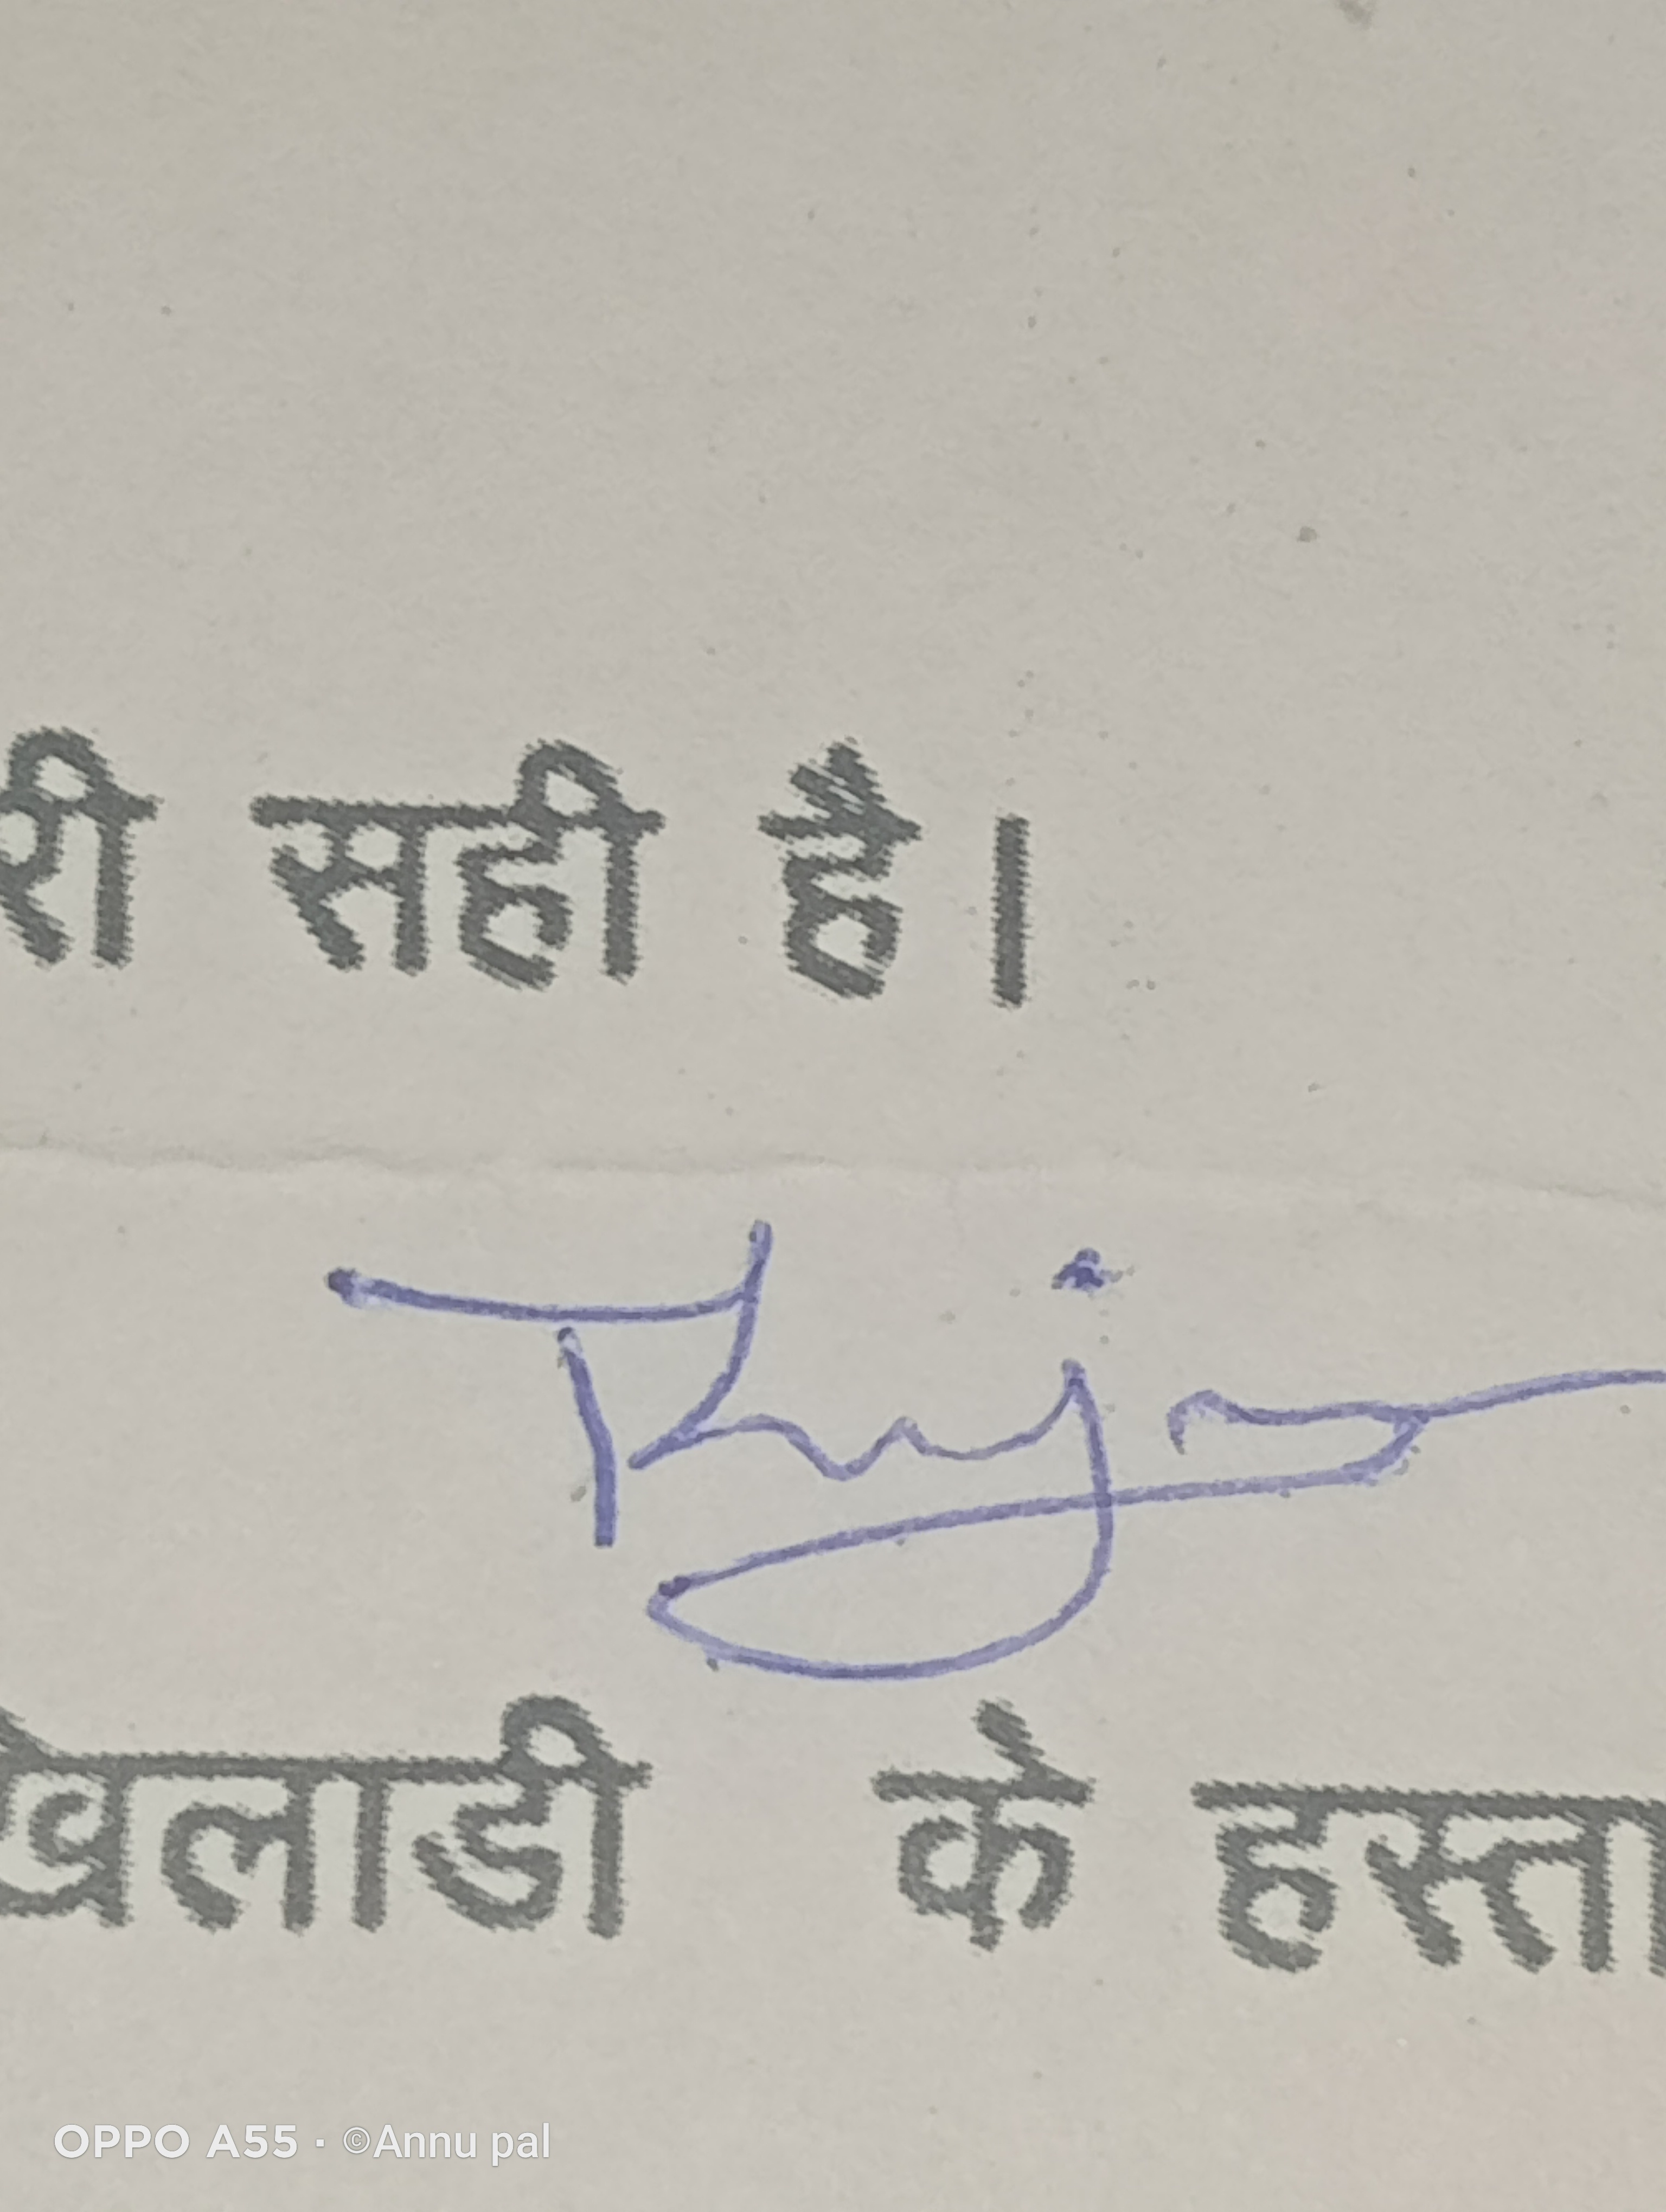 री सही है।
खिलाडी के हस्ता
OPPO A55 · ©Annu pal